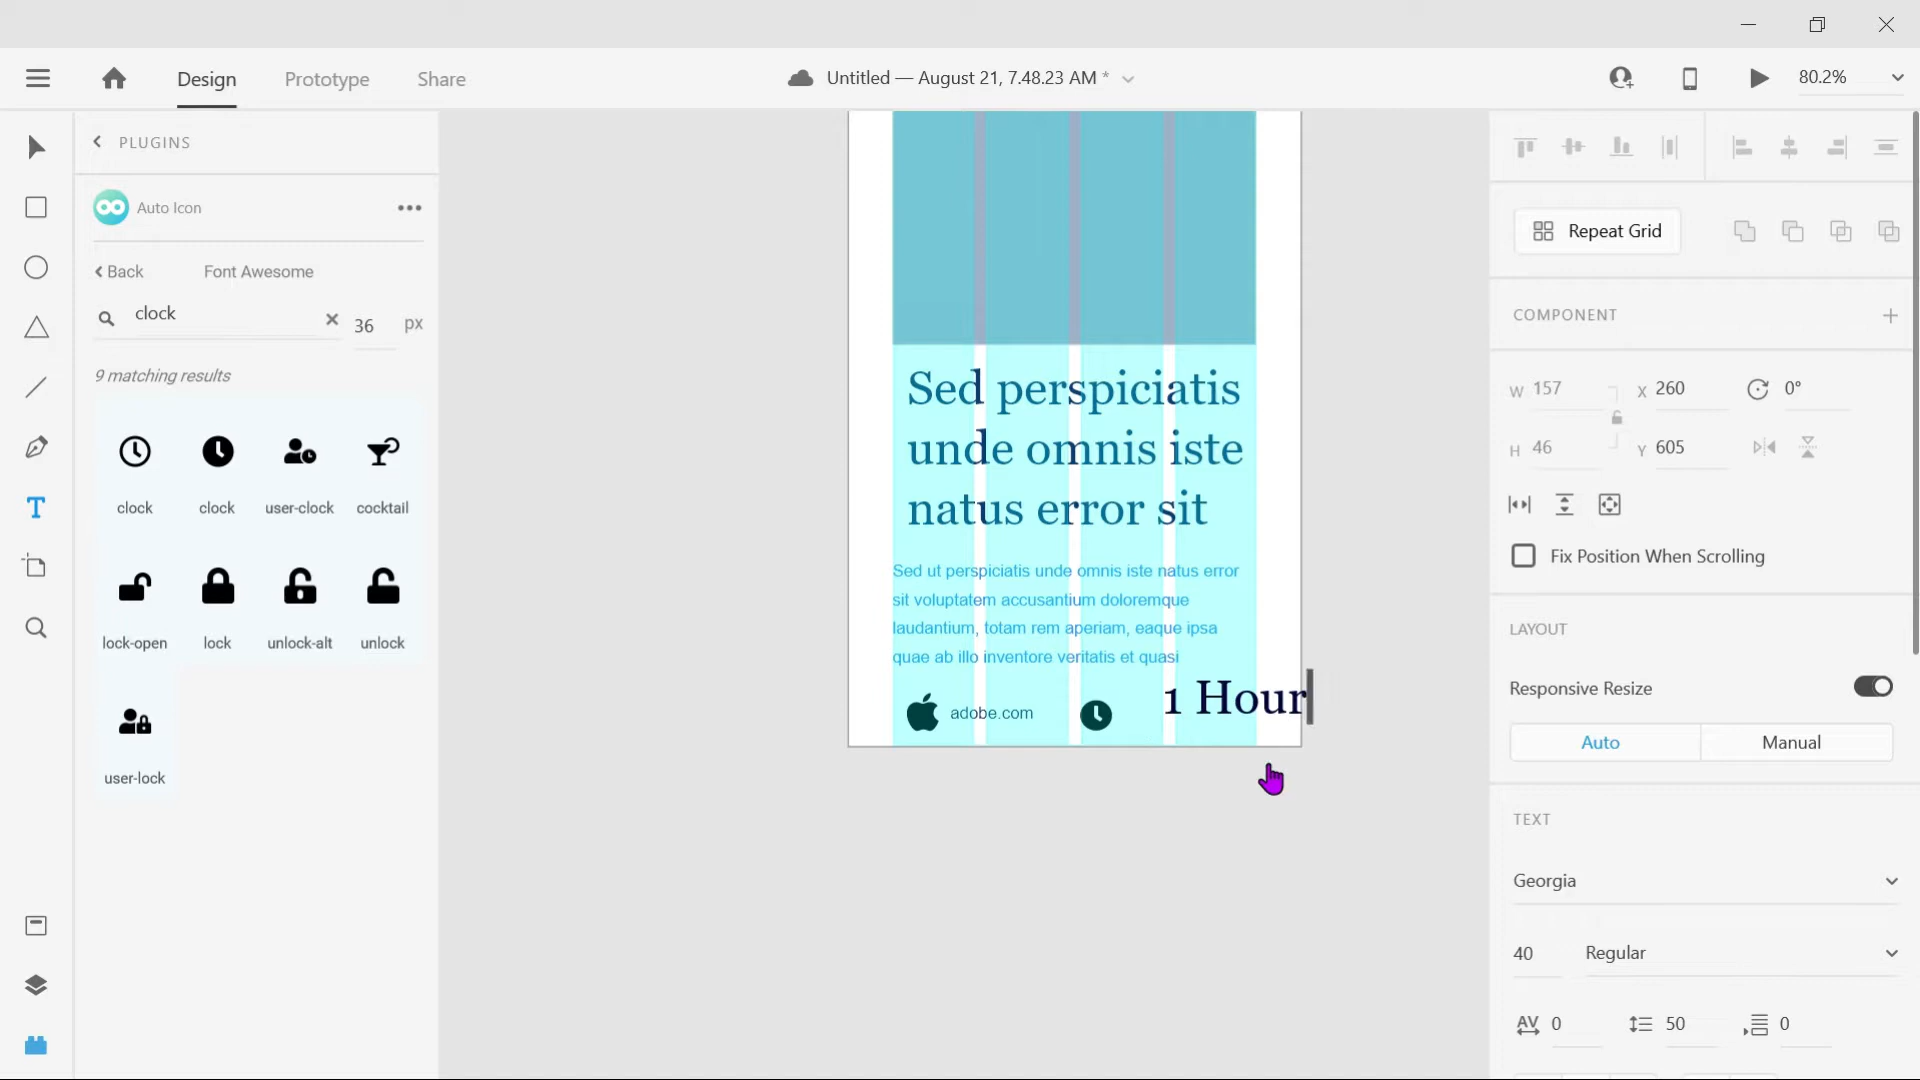 Design Prototype Share
Untitled — August 21, 7.48.23 AM *
80.2%
PLUGINS
Auto Icon
Back Font Awesome
clock
36 px
9 matching results
clock clock user-clock cocktail
lock-open lock unlock-alt unlock
user-lock
Sed perspiciatis
unde omnis iste
natus error sit
Sed ut perspiciatis unde omnis iste natus error
sit voluptatem accusantium doloremque
laudantium, totam rem aperiam, eaque ipsa
quae ab illo inventore veritatis et quasi
adobe.com
1 Hour
Repeat Grid
COMPONENT
W 157 X 260 0°
H 46 Y 605
Fix Position When Scrolling
LAYOUT
Responsive Resize
Auto Manual
TEXT
Georgia
40 Regular
AV 0 50 0